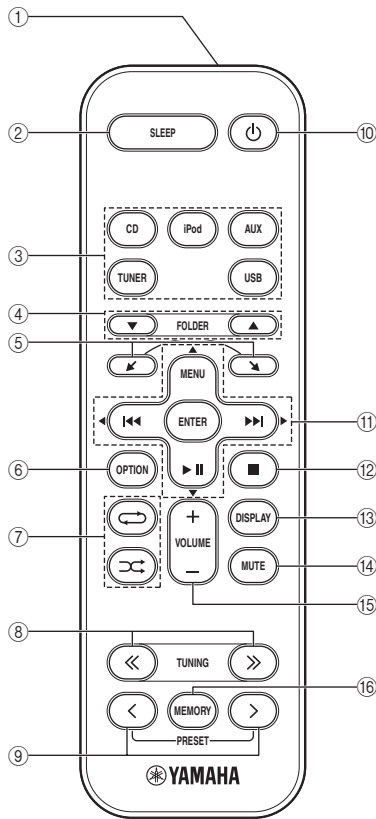 ①
② SLEEP ⑩
CD iPod AUX
③
TUNER USB
④ FOLDER
⑤
MENU
ENTER ⑪
⑥ OPTION ⑫
⑦ + DISPLAY ⑬
VOLUME
− MUTE ⑭
⑮
⑧ TUNING
⑯
MEMORY
⑨ PRESET
YAMAHA